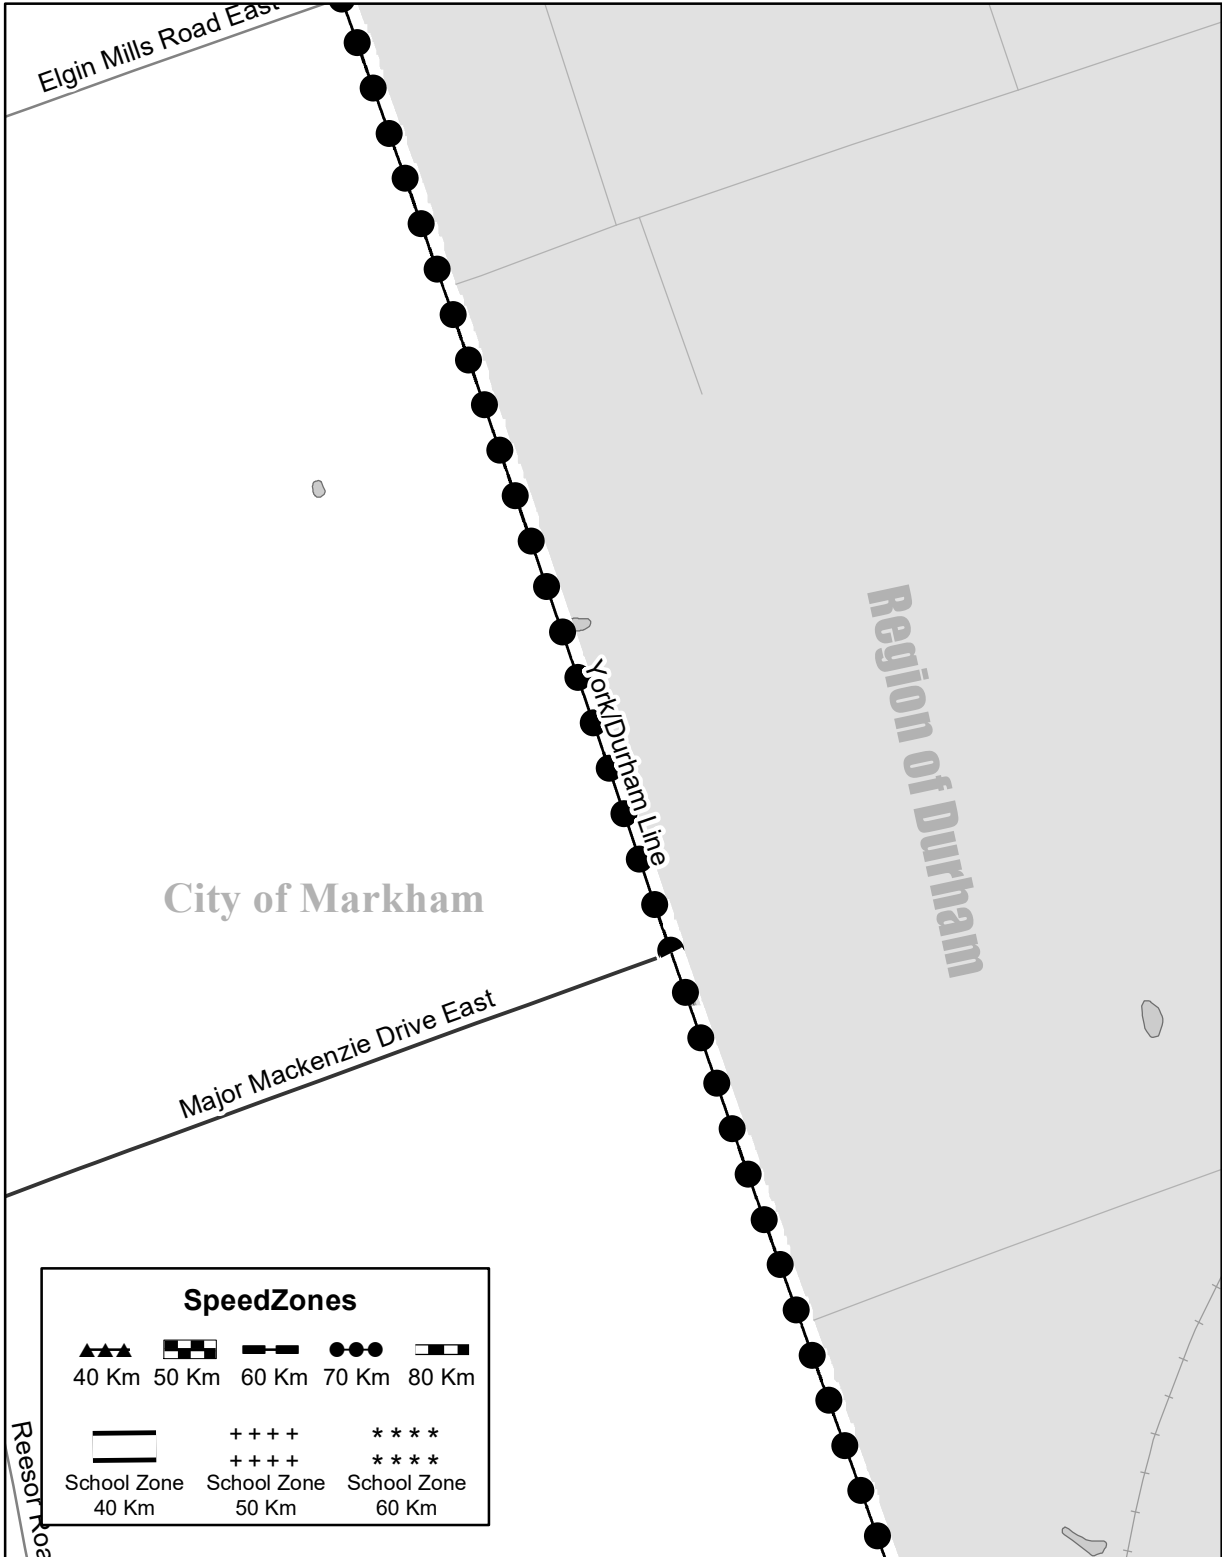 Elgin Mills Road East
York/Durham Line
Region of Durham
City of Markham
Major Mackenzie Drive East
SpeedZones
40 Km 50 Km 60 Km 70 Km 80 Km
++++ ****
++++ ****
School Zone School Zone School Zone
40 Km 50 Km 60 Km
Reesor Roa